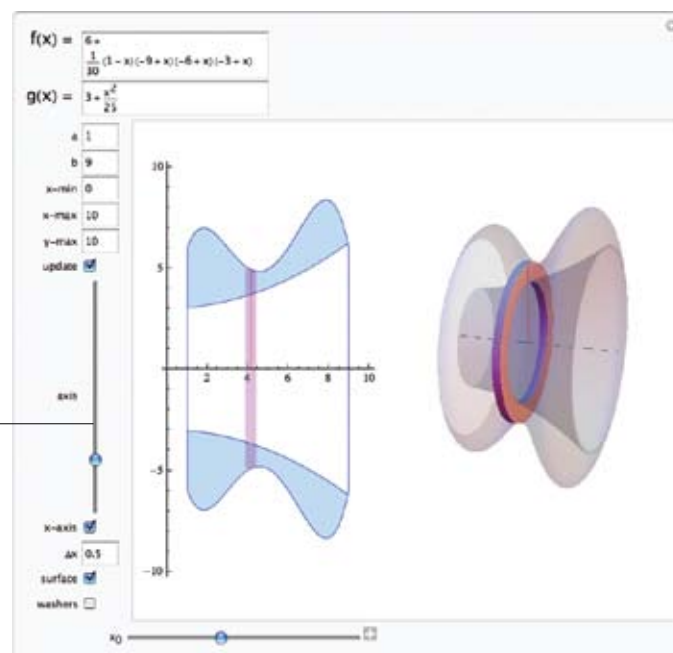 f(x) = 6+
1/30 (1-x)(-9+x)(-6+x)(-3+x)
g(x) = 3+ x²/25
a 1
b 9
x-min 0
x-max 10
y-max 10
update
axis
x-axis
Δx 0.5
surface
washers
x₀
10
5
-5
-10
2 4 6 8 10